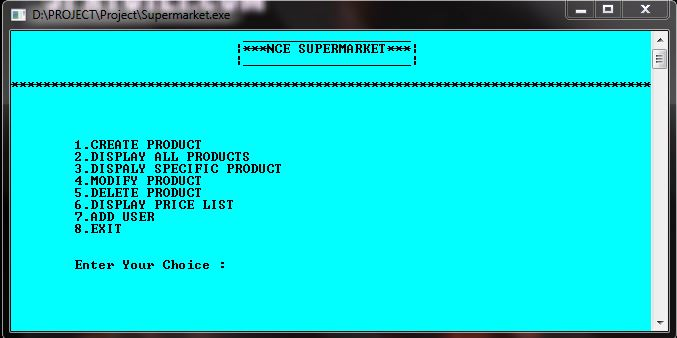 D:\PROJECT\Project\Supermarket.exe
***NCE SUPERMARKET***
********************************************************************************
1.CREATE PRODUCT
2.DISPLAY ALL PRODUCTS
3.DISPALY SPECIFIC PRODUCT
4.MODIFY PRODUCT
5.DELETE PRODUCT
6.DISPLAY PRICE LIST
7.ADD USER
8.EXIT
Enter Your Choice :